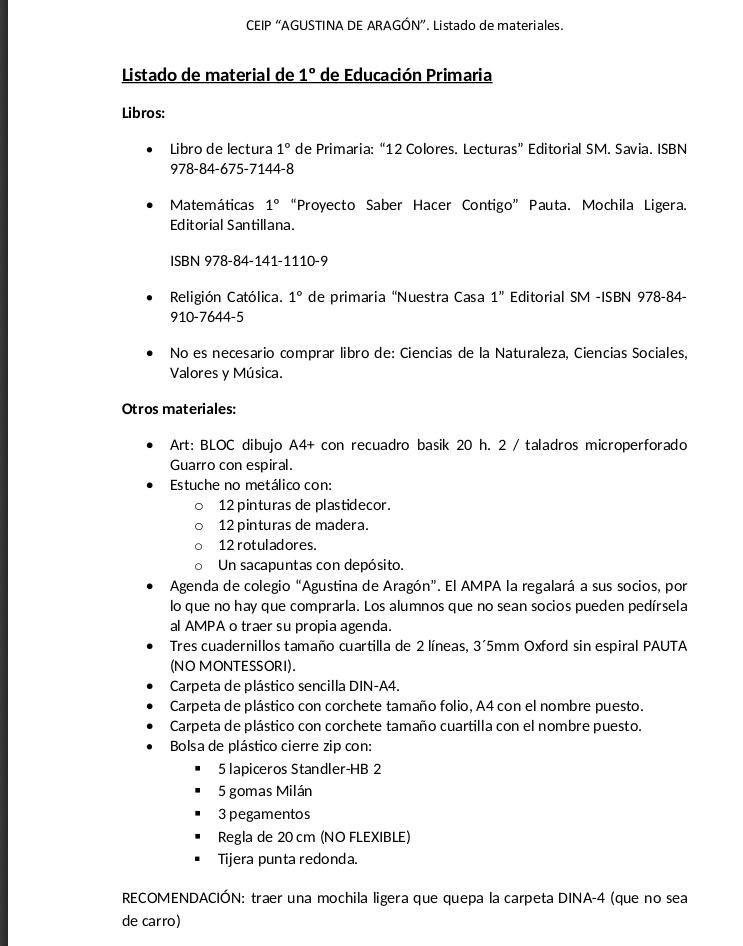 CEIP “AGUSTINA DE ARAGÓN”. Listado de materiales.
Listado de material de 1º de Educación Primaria
Libros:
• Libro de lectura 1º de Primaria: “12 Colores. Lecturas” Editorial SM. Savia. ISBN
978-84-675-7144-8
• Matemáticas 1º “Proyecto Saber Hacer Contigo” Pauta. Mochila Ligera.
Editorial Santillana.
ISBN 978-84-141-1110-9
• Religión Católica. 1º de primaria “Nuestra Casa 1” Editorial SM -ISBN 978-84-
910-7644-5
• No es necesario comprar libro de: Ciencias de la Naturaleza, Ciencias Sociales,
Valores y Música.
Otros materiales:
• Art: BLOC dibujo A4+ con recuadro basik 20 h. 2 / taladros microperforado
Guarro con espiral.
• Estuche no metálico con:
o 12 pinturas de plastidecor.
o 12 pinturas de madera.
o 12 rotuladores.
o Un sacapuntas con depósito.
• Agenda de colegio “Agustina de Aragón”. El AMPA la regalará a sus socios, por
lo que no hay que comprarla. Los alumnos que no sean socios pueden pedírsela
al AMPA o traer su propia agenda.
• Tres cuadernillos tamaño cuartilla de 2 líneas, 3´5mm Oxford sin espiral PAUTA
(NO MONTESSORI).
• Carpeta de plástico sencilla DIN-A4.
• Carpeta de plástico con corchete tamaño folio, A4 con el nombre puesto.
• Carpeta de plástico con corchete tamaño cuartilla con el nombre puesto.
• Bolsa de plástico cierre zip con:
▪ 5 lapiceros Standler-HB 2
▪ 5 gomas Milán
▪ 3 pegamentos
▪ Regla de 20 cm (NO FLEXIBLE)
▪ Tijera punta redonda.
RECOMENDACIÓN: traer una mochila ligera que quepa la carpeta DINA-4 (que no sea
de carro)